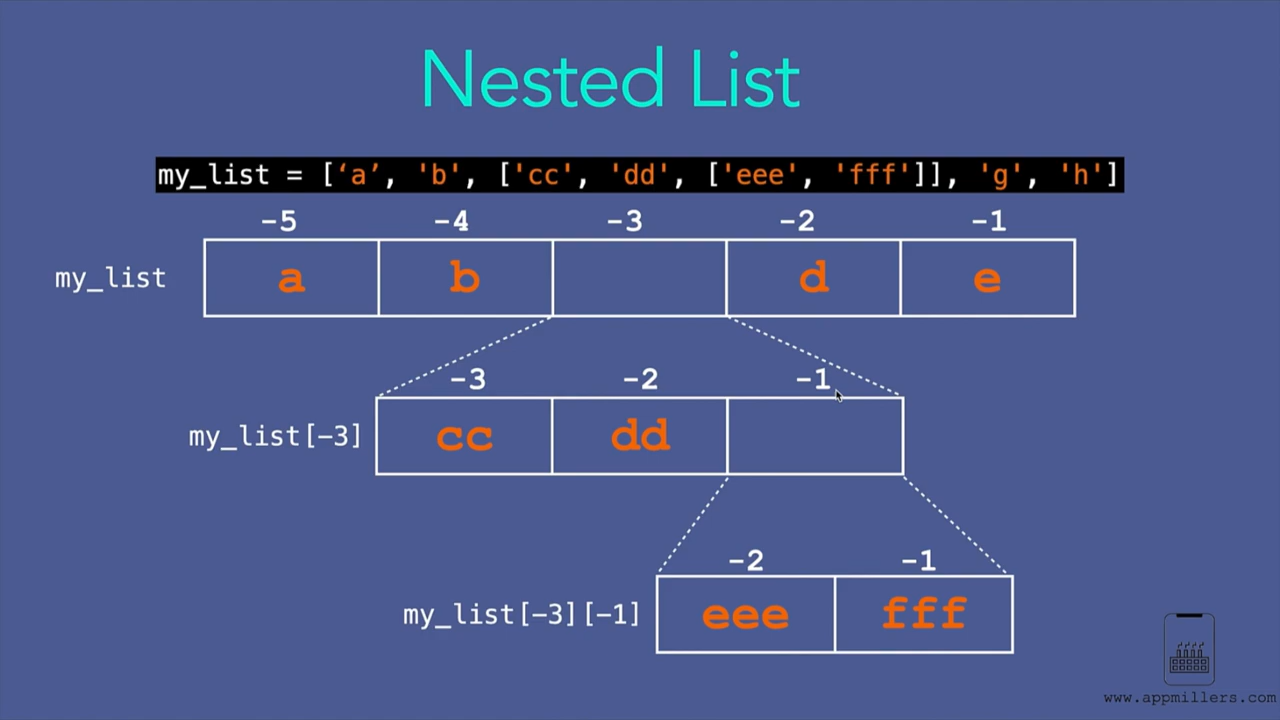 Nested List
my_list = [‘a’, 'b', ['cc', 'dd', ['eee', 'fff']], 'g', 'h']
-5 -4 -3 -2 -1
my_list a b d e
-3 -2 -1
my_list[-3] cc dd
-2 -1
my_list[-3][-1] eee fff
www.appmillers.com